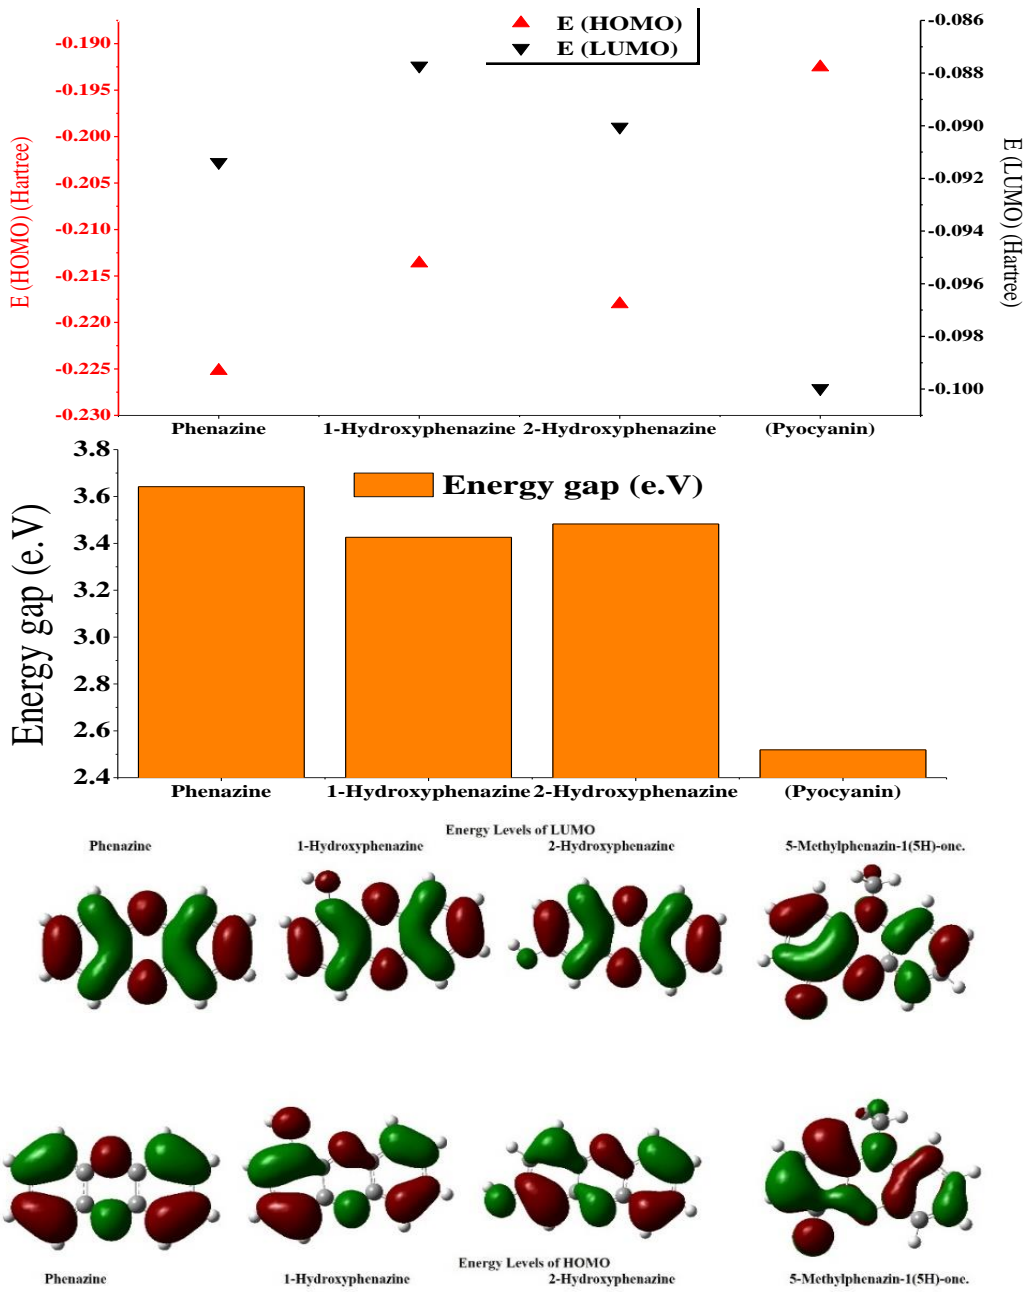 E (HOMO)
E (LUMO)
E (HOMO) (Hartree)
-0.190
-0.195
-0.200
-0.205
-0.210
-0.215
-0.220
-0.225
-0.230
-0.086
-0.088
-0.090
-0.092
-0.094
-0.096
-0.098
-0.100
E (LUMO) (Hartree)
Phenazine 1-Hydroxyphenazine 2-Hydroxyphenazine (Pyocyanin)
Energy gap (e.V)
Energy gap (e.V)
3.8
3.6
3.4
3.2
3.0
2.8
2.6
2.4
Phenazine 1-Hydroxyphenazine 2-Hydroxyphenazine (Pyocyanin)
Energy Levels of LUMO
Phenazine 1-Hydroxyphenazine 2-Hydroxyphenazine 5-Methylphenazin-1(5H)-one.
Energy Levels of HOMO
Phenazine 1-Hydroxyphenazine 2-Hydroxyphenazine 5-Methylphenazin-1(5H)-one.